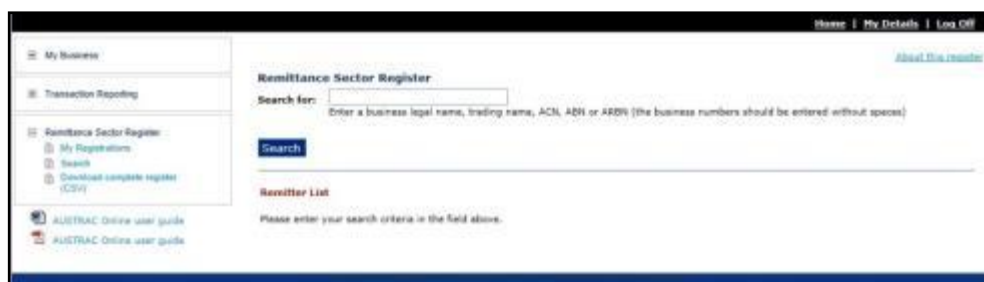 Home | My Details | Log Off
My Business
Transaction Reporting
Remittance Sector Register
My Registrations
Search
Download complete register
(CSV)
AUSTRAC Online user guide
AUSTRAC Online user guide
About this register
Remittance Sector Register
Search for:
Enter a business legal name, trading name, ACN, ABN or ARBN (the business numbers should be entered without spaces)
Search
Remitter List
Please enter your search criteria in the field above.